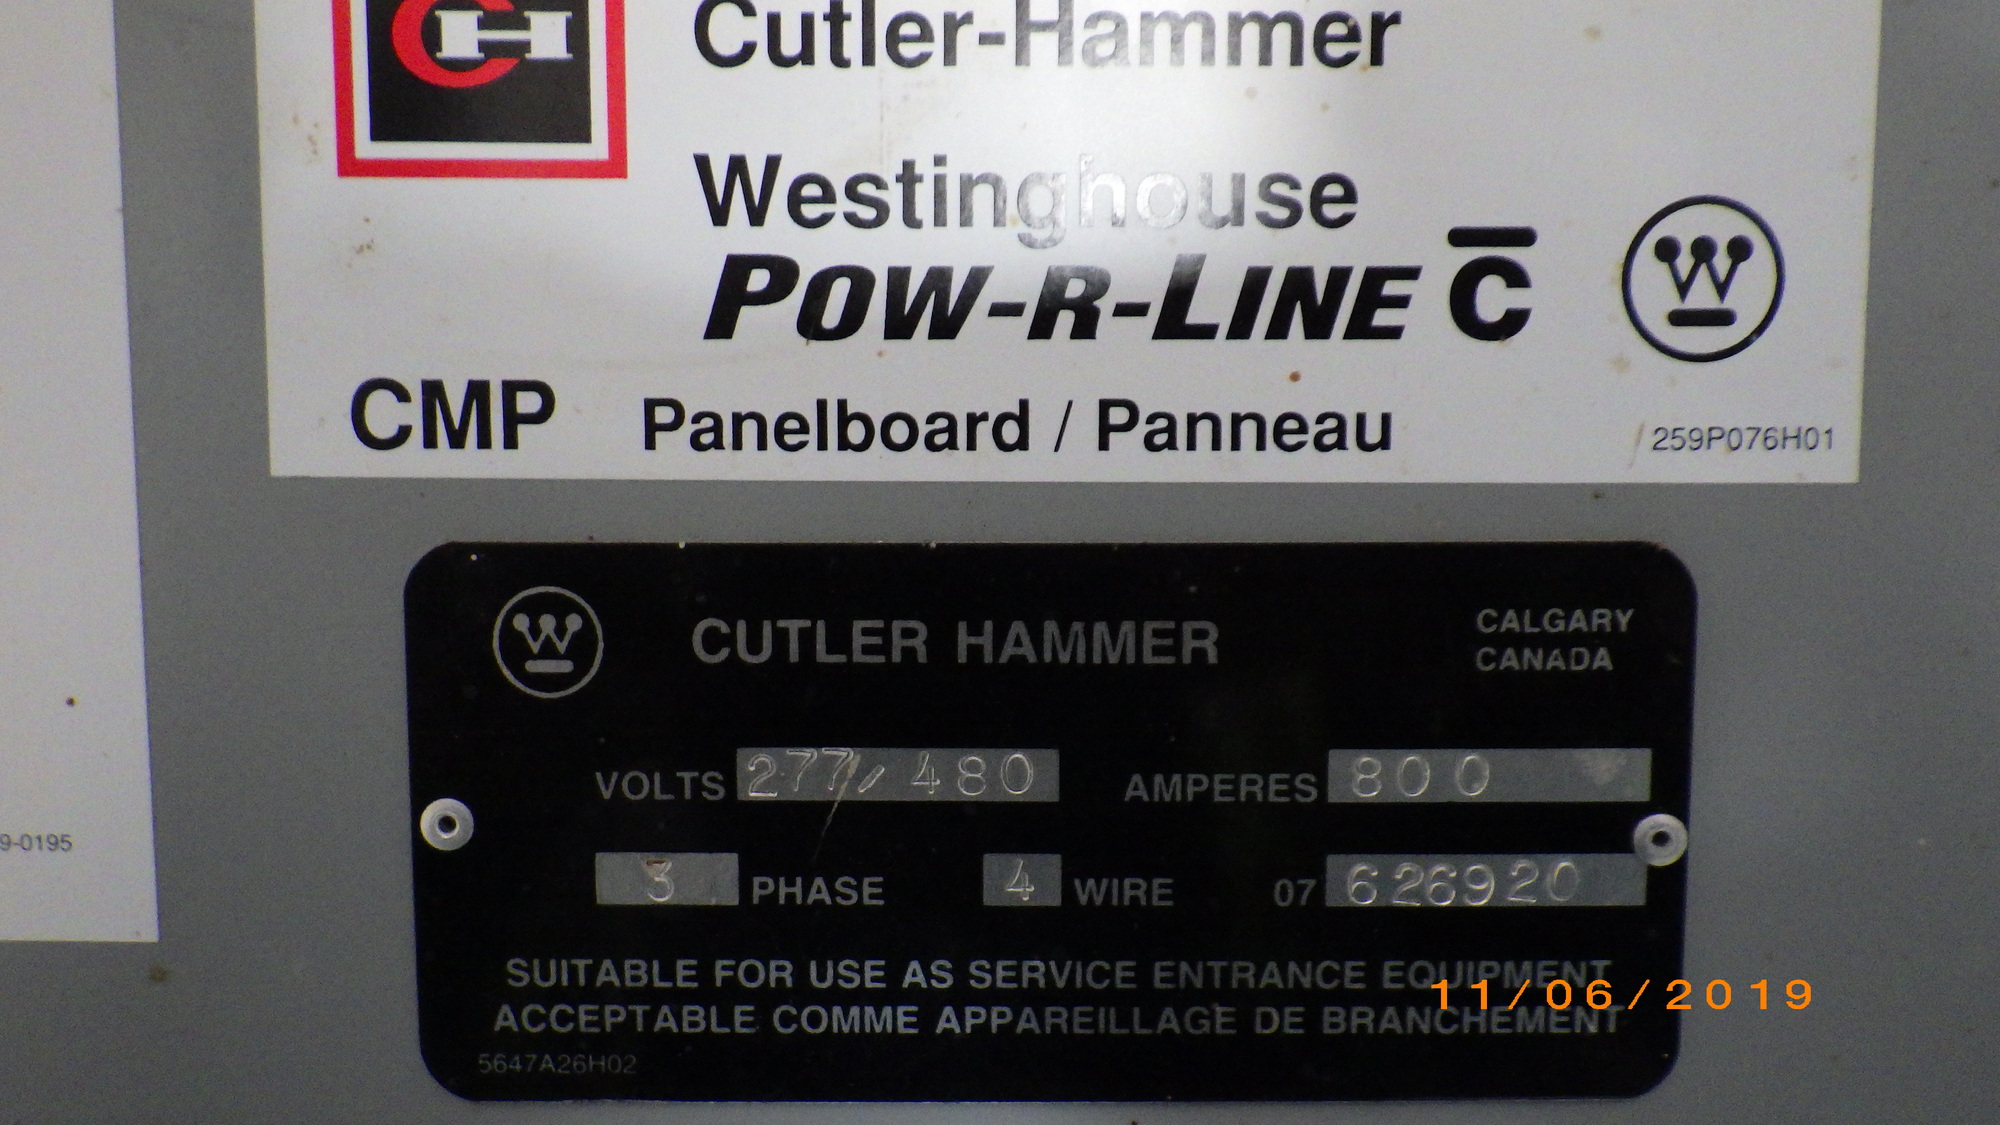 CH
Cutler-Hammer
Westinghouse
POW-R-LINE C
W
CMP Panelboard / Panneau
259P076H01
9-0195
W
CUTLER HAMMER
CALGARY
CANADA
VOLTS 277/480 AMPERES 800
3 PHASE 4 WIRE 07 626920
SUITABLE FOR USE AS SERVICE ENTRANCE EQUIPMENT
ACCEPTABLE COMME APPAREILLAGE DE BRANCHEMENT
5647A26H02
11/06/2019